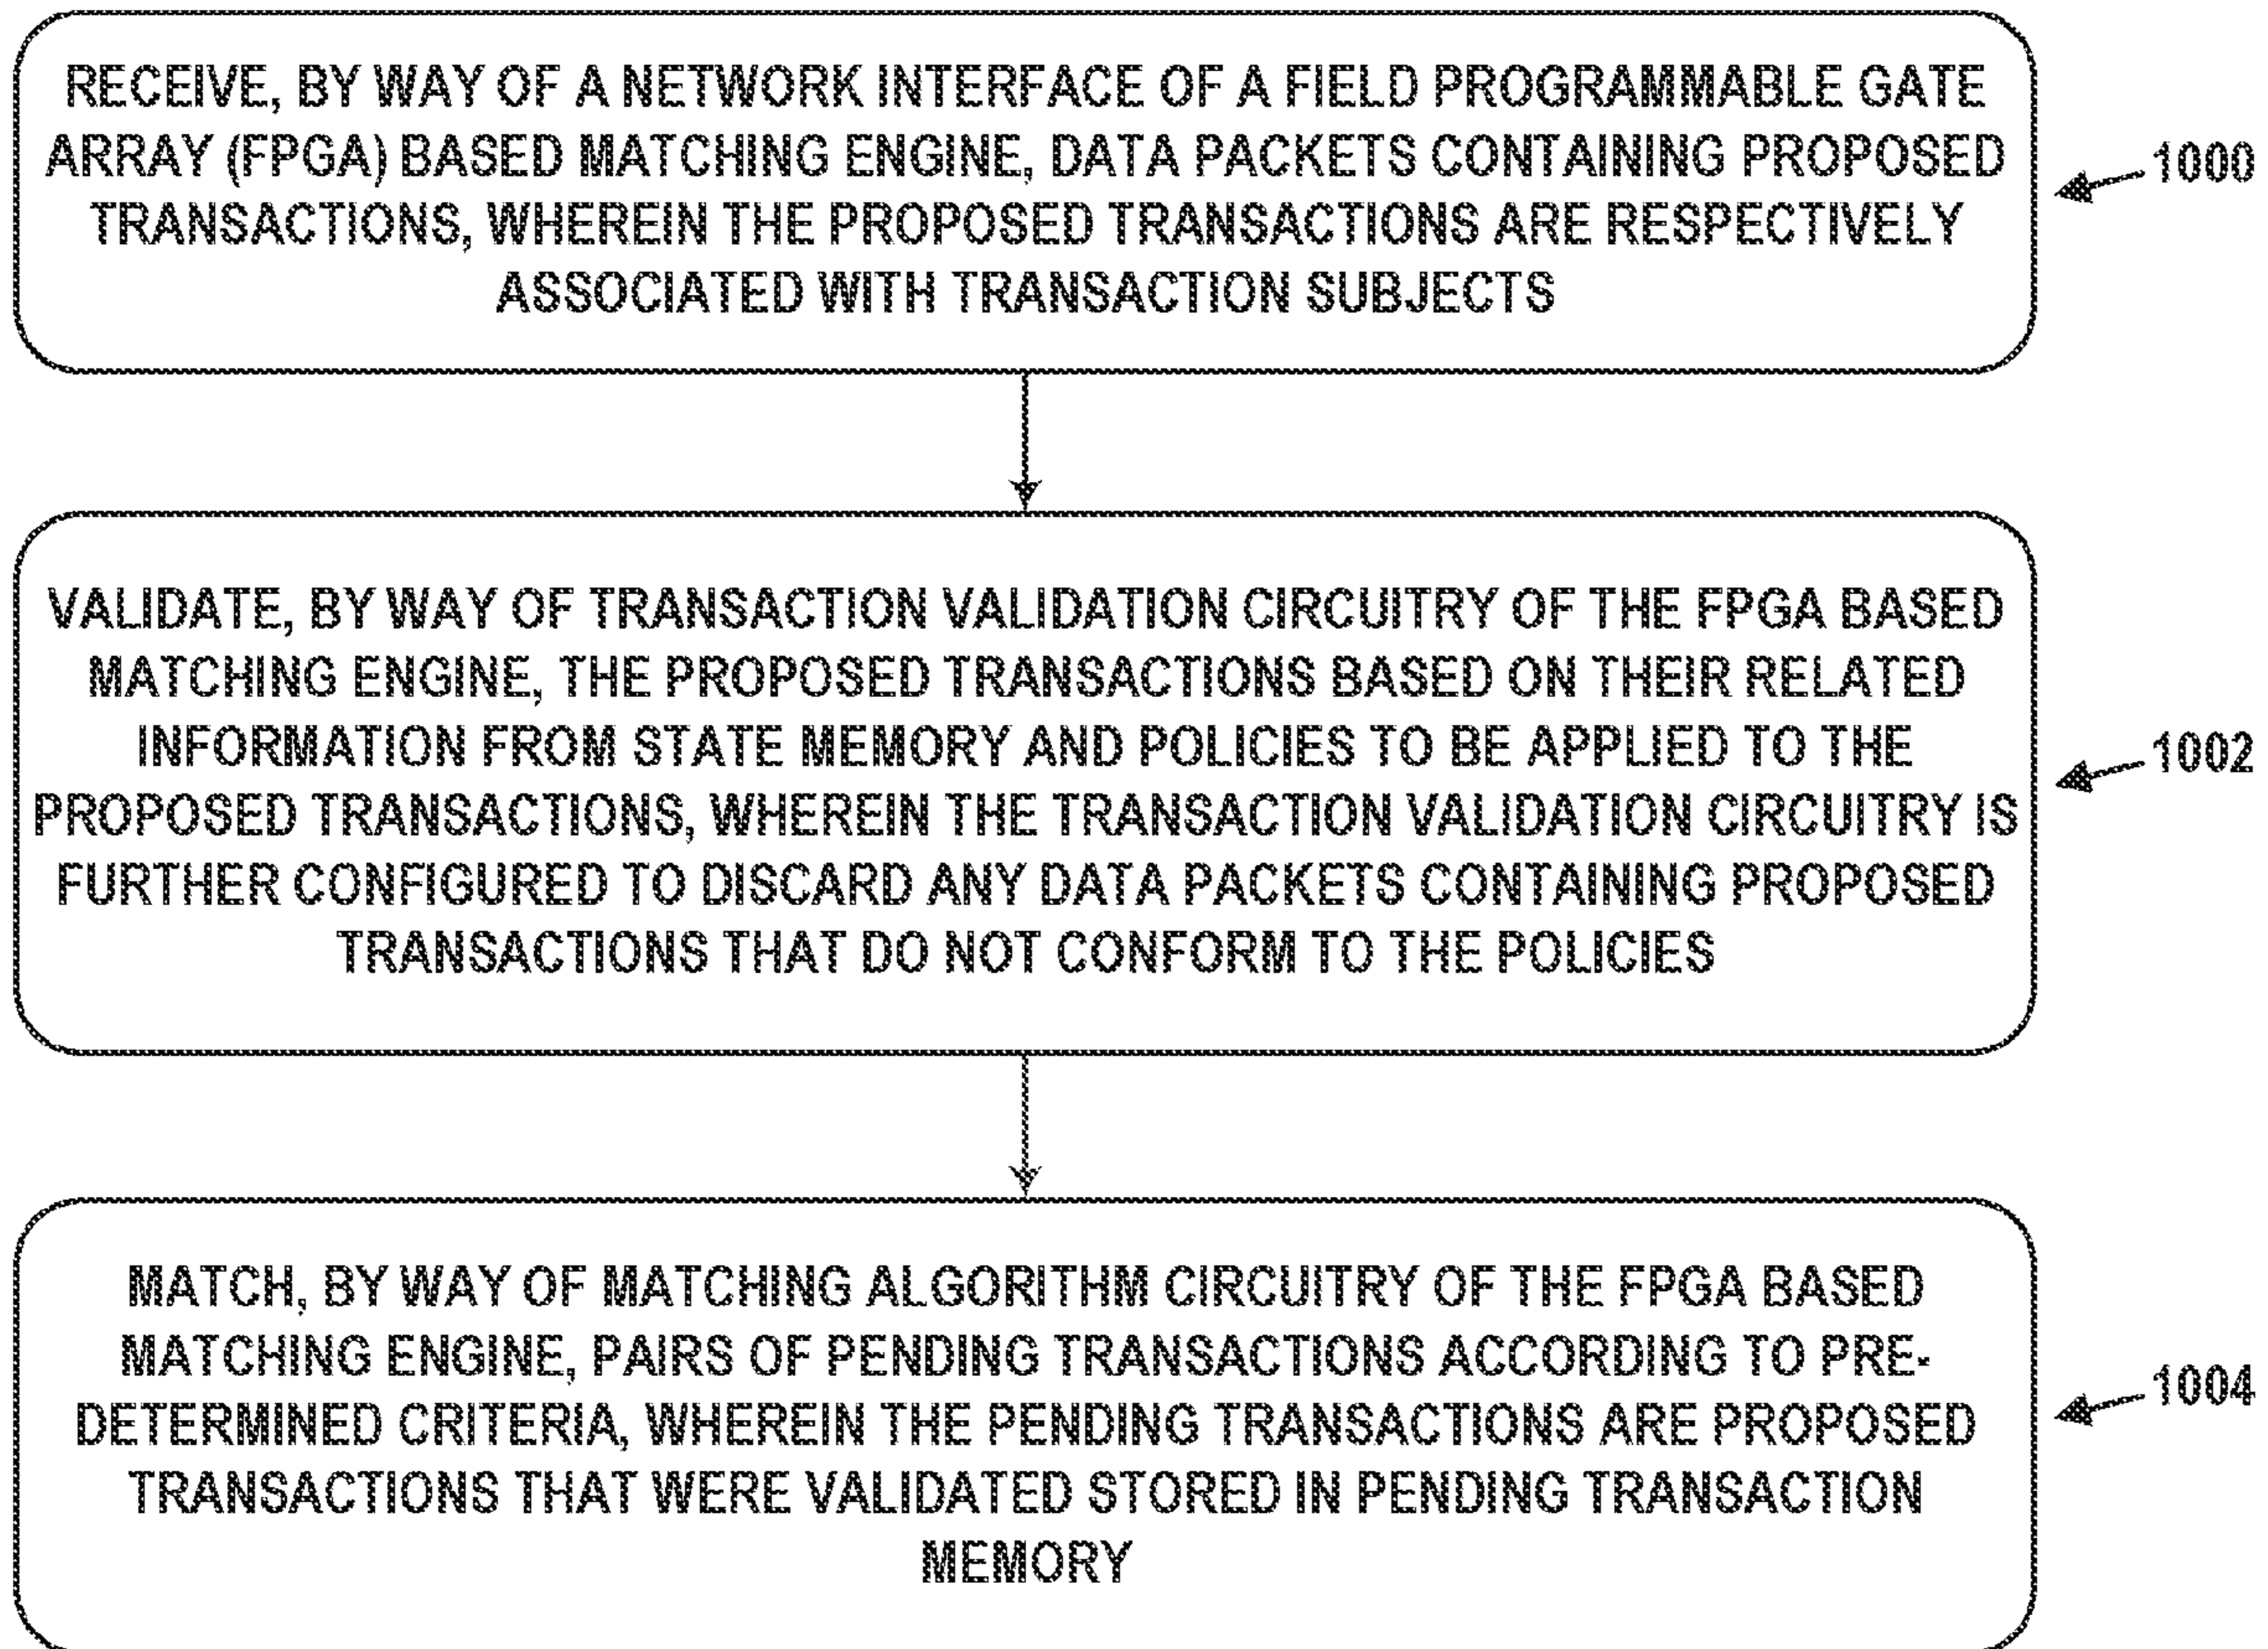 RECEIVE, BY WAY OF A NETWORK INTERFACE OF A FIELD PROGRAMMABLE GATE
ARRAY (FPGA) BASED MATCHING ENGINE, DATA PACKETS CONTAINING PROPOSED
TRANSACTIONS, WHEREIN THE PROPOSED TRANSACTIONS ARE RESPECTIVELY
ASSOCIATED WITH TRANSACTION SUBJECTS
1000
VALIDATE, BY WAY OF TRANSACTION VALIDATION CIRCUITRY OF THE FPGA BASED
MATCHING ENGINE, THE PROPOSED TRANSACTIONS BASED ON THEIR RELATED
INFORMATION FROM STATE MEMORY AND POLICIES TO BE APPLIED TO THE
PROPOSED TRANSACTIONS, WHEREIN THE TRANSACTION VALIDATION CIRCUITRY IS
FURTHER CONFIGURED TO DISCARD ANY DATA PACKETS CONTAINING PROPOSED
TRANSACTIONS THAT DO NOT CONFORM TO THE POLICIES
1002
MATCH, BY WAY OF MATCHING ALGORITHM CIRCUITRY OF THE FPGA BASED
MATCHING ENGINE, PAIRS OF PENDING TRANSACTIONS ACCORDING TO PRE-
DETERMINED CRITERIA, WHEREIN THE PENDING TRANSACTIONS ARE PROPOSED
TRANSACTIONS THAT WERE VALIDATED STORED IN PENDING TRANSACTION
MEMORY
1004